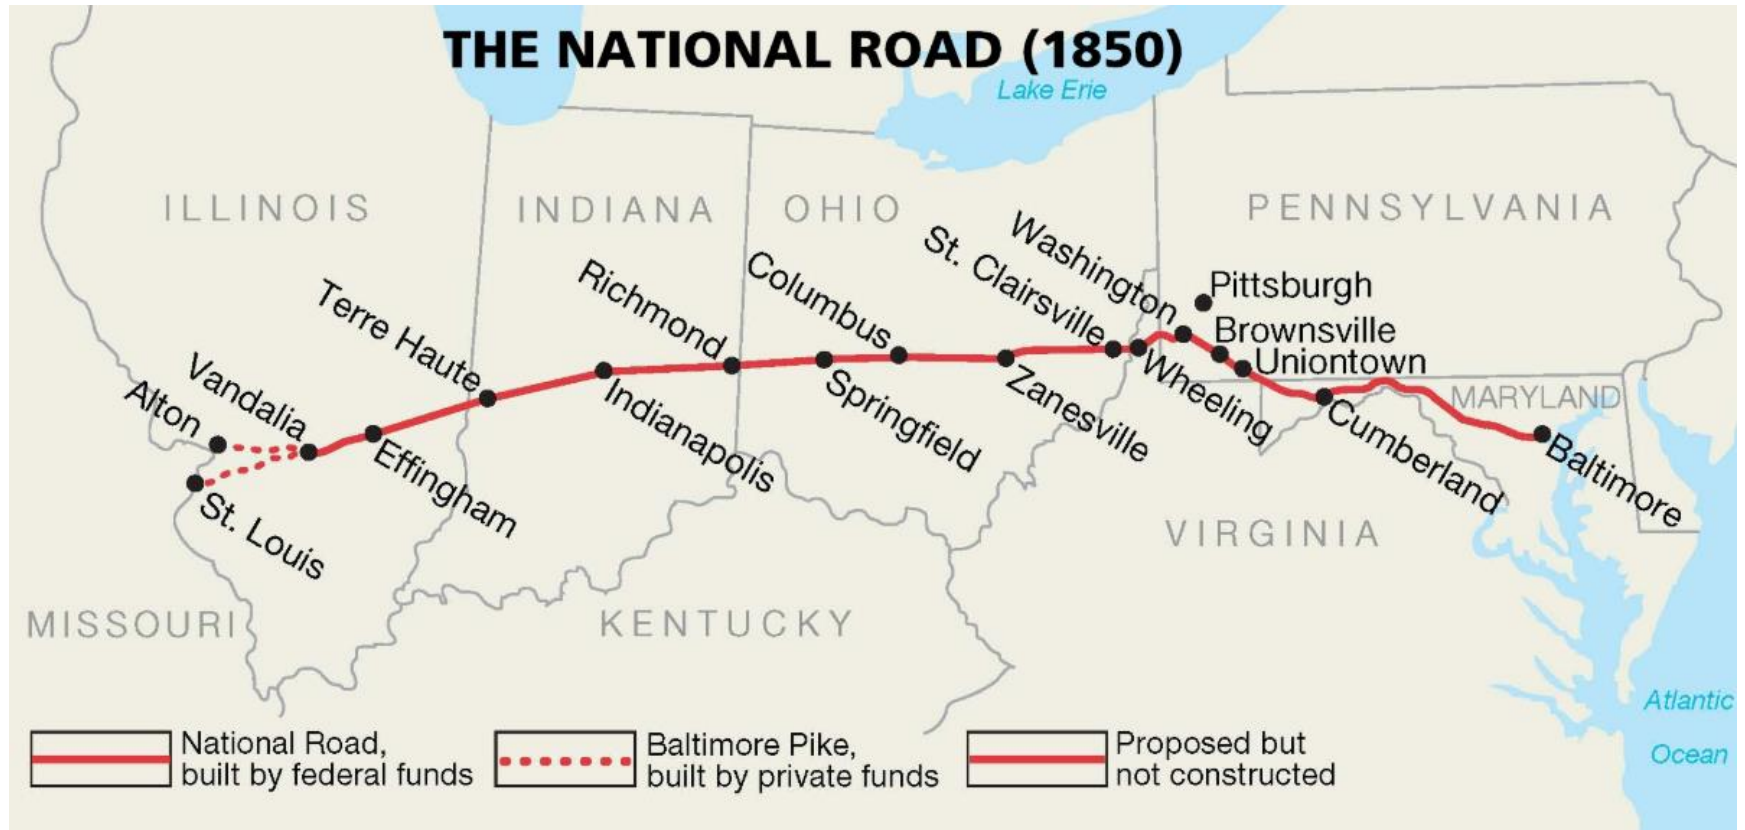 THE NATIONAL ROAD (1850)
Lake Erie
ILLINOIS
INDIANA
OHIO
PENNSYLVANIA
Washington
St. Clairsville
Columbus
Richmond
Terre Haute
Vandalia
Alton
Pittsburgh
Brownsville
Uniontown
MARYLAND
St. Louis
Effingham
Indianapolis
Springfield
Zanesville
Wheeling
Cumberland
Baltimore
VIRGINIA
MISSOURI
KENTUCKY
Atlantic
Ocean
National Road,
built by federal funds
Baltimore Pike,
built by private funds
Proposed but
not constructed